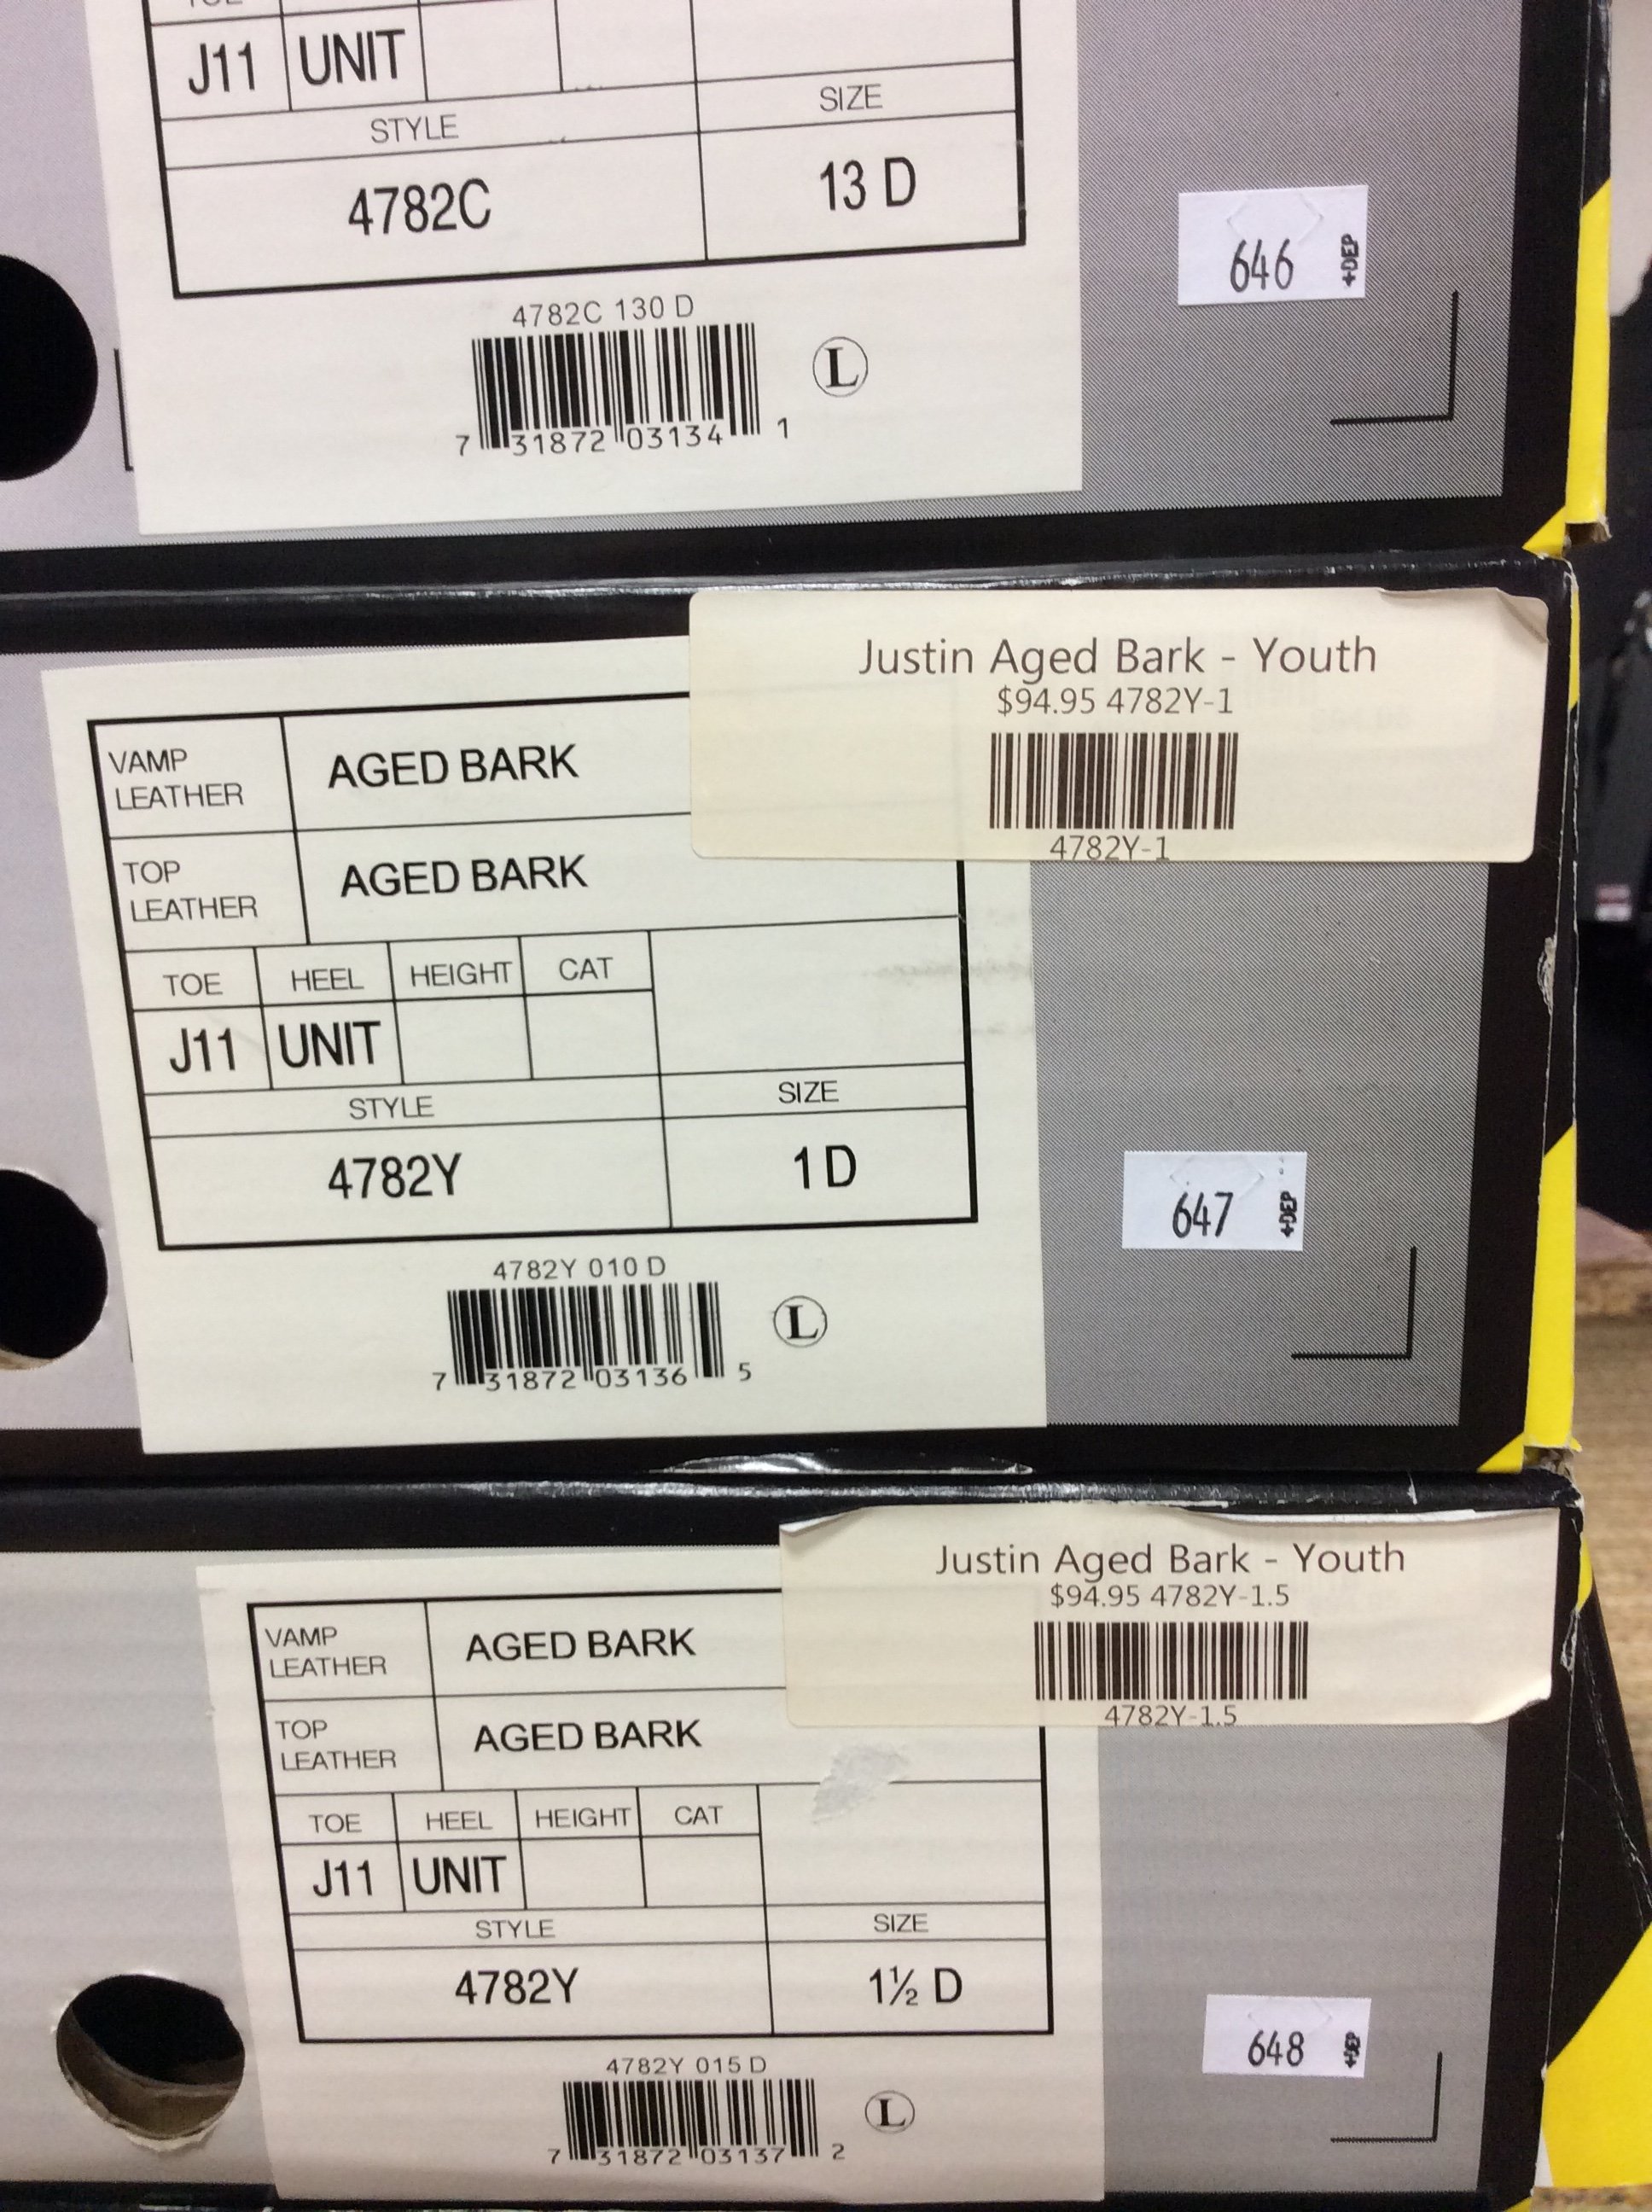 J11 UNIT
STYLE SIZE
4782C 13 D
646 +DEP
4782C 130 D
L
7 31872 03134 1
Justin Aged Bark - Youth
$94.95 4782Y-1
4782Y-1
VAMP LEATHER AGED BARK
TOP LEATHER AGED BARK
TOE HEEL HEIGHT CAT
J11 UNIT
STYLE SIZE
4782Y 1 D
647 +DEP
4782Y 010 D
L
7 31872 03136 5
Justin Aged Bark - Youth
$94.95 4782Y-1.5
4782Y-1.5
VAMP LEATHER AGED BARK
TOP LEATHER AGED BARK
TOE HEEL HEIGHT CAT
J11 UNIT
STYLE SIZE
4782Y 1½ D
648 +DEP
4782Y 015 D
L
7 31872 03137 2